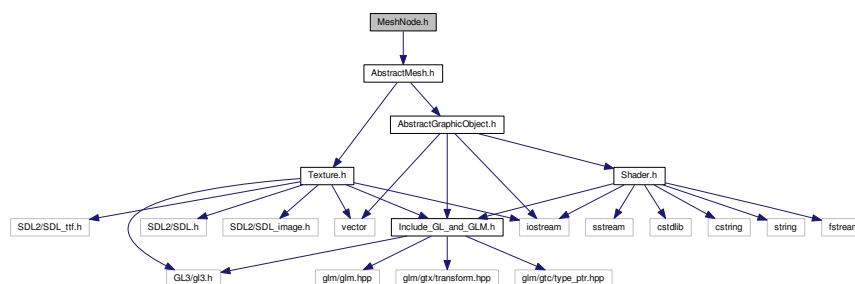 MeshNode.h
AbstractMesh.h
AbstractGraphicObject.h
Texture.h
Shader.h
SDL2/SDL_ttf.h
SDL2/SDL.h
SDL2/SDL_image.h
vector
Include_GL_and_GLM.h
iostream
sstream
cstdlib
cstring
string
fstream
GL3/gl3.h
glm/glm.hpp
glm/gtx/transform.hpp
glm/gtc/type_ptr.hpp